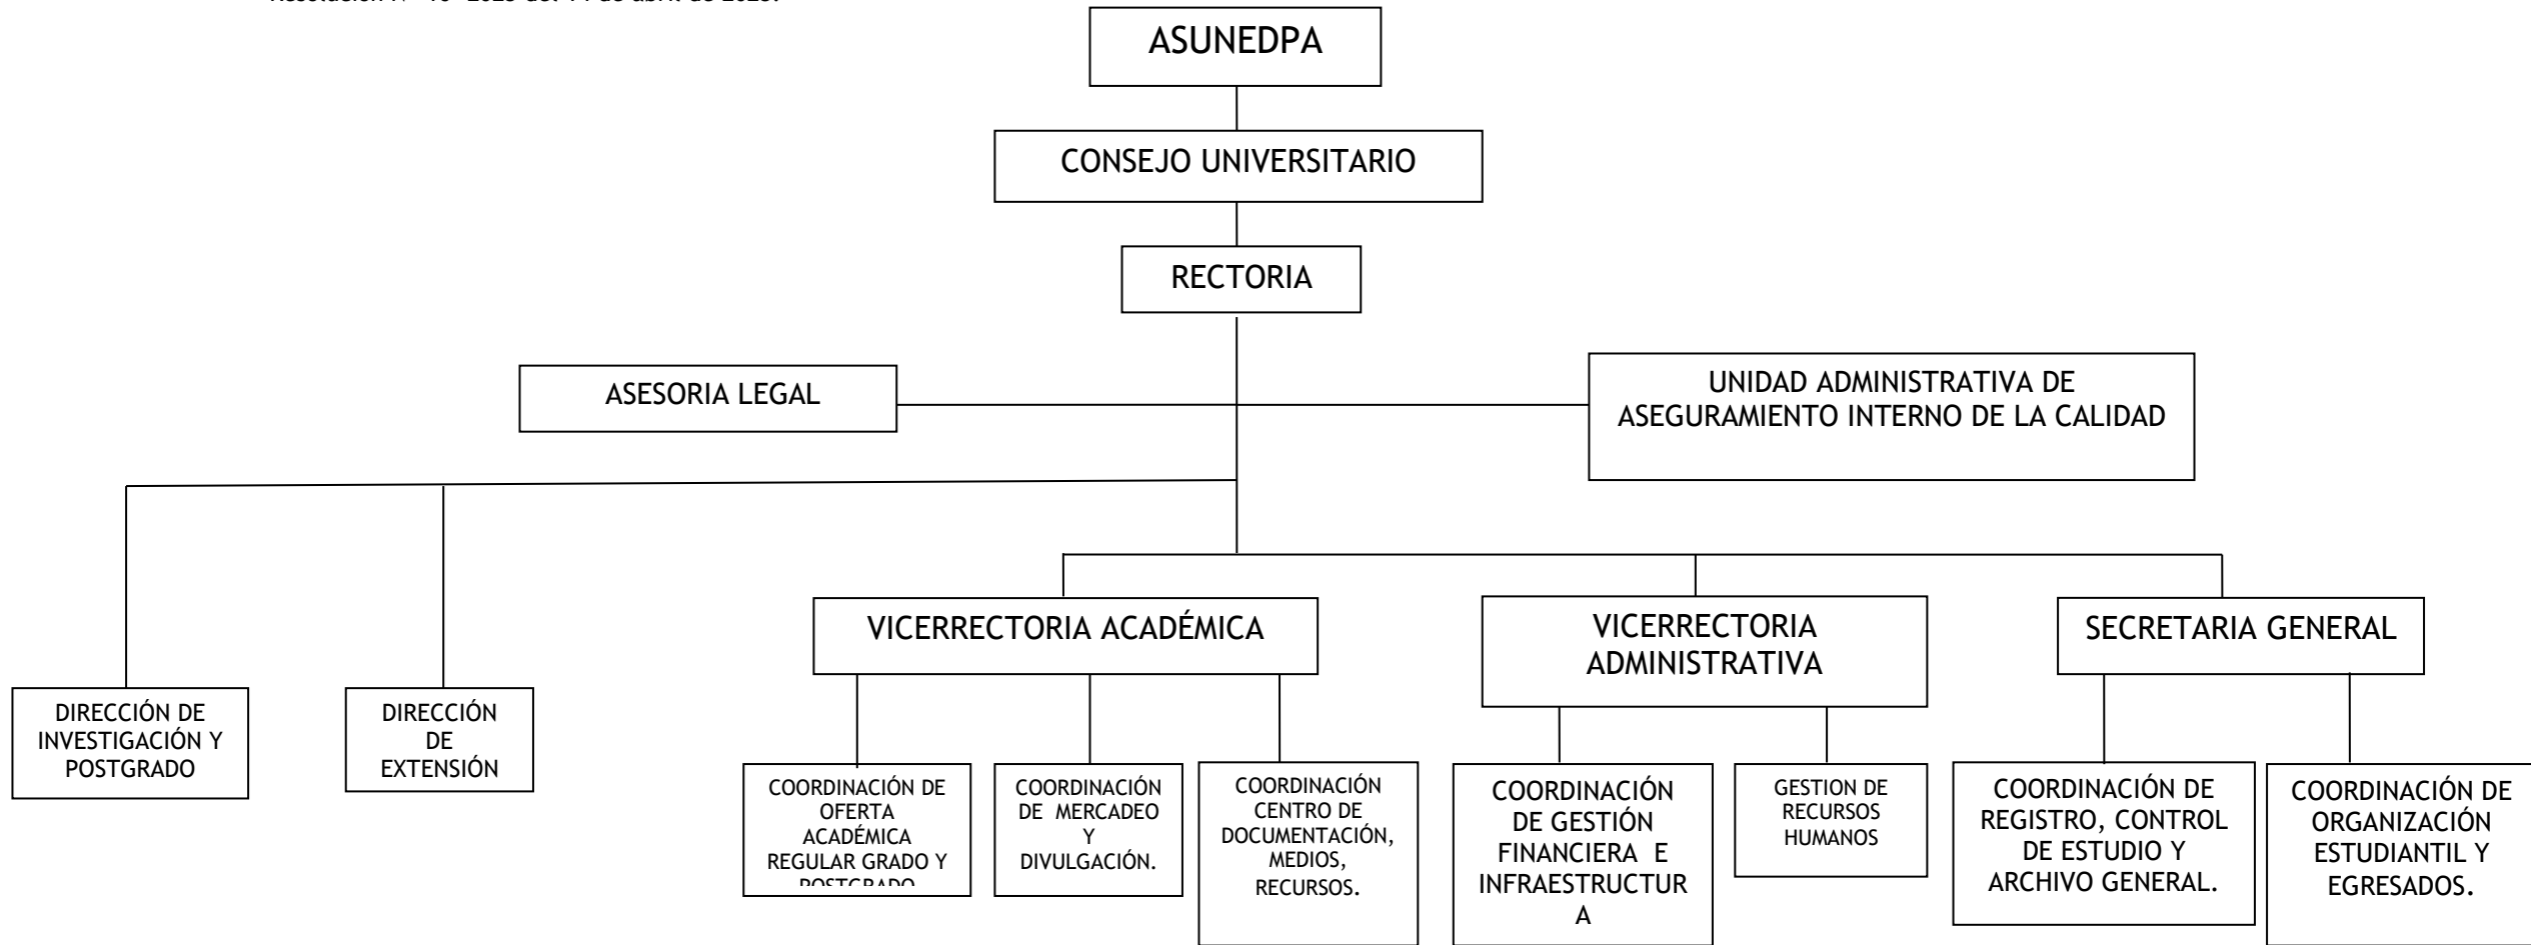 ASUNEDPA
CONSEJO UNIVERSITARIO
RECTORIA
ASESORIA LEGAL
UNIDAD ADMINISTRATIVA DE
ASEGURAMIENTO INTERNO DE LA CALIDAD
VICERRECTORIA ACADÉMICA
VICERRECTORIA
ADMINISTRATIVA
SECRETARIA GENERAL
DIRECCIÓN DE
INVESTIGACIÓN Y
POSTGRADO
DIRECCIÓN
DE
EXTENSIÓN
COORDINACIÓN DE
OFERTA
ACADÉMICA
REGULAR GRADO Y
POSTGRADO
COORDINACIÓN
DE MERCADEO
Y
DIVULGACIÓN.
COORDINACIÓN
CENTRO DE
DOCUMENTACIÓN,
MEDIOS,
RECURSOS.
COORDINACIÓN
DE GESTIÓN
FINANCIERA E
INFRAESTRUCTUR
A
GESTION DE
RECURSOS
HUMANOS
COORDINACIÓN DE
REGISTRO, CONTROL
DE ESTUDIO Y
ARCHIVO GENERAL.
COORDINACIÓN DE
ORGANIZACIÓN
ESTUDIANTIL Y
EGRESADOS.